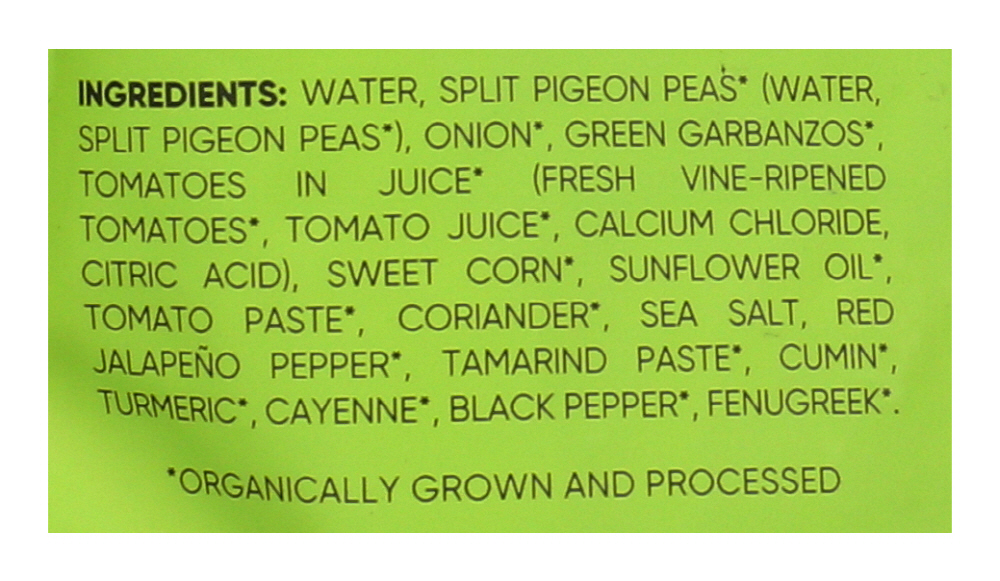 INGREDIENTS: WATER, SPLIT PIGEON PEAS* (WATER,
SPLIT PIGEON PEAS*), ONION*, GREEN GARBANZOS*,
TOMATOES IN JUICE* (FRESH VINE-RIPENED
TOMATOES*, TOMATO JUICE*, CALCIUM CHLORIDE,
CITRIC ACID), SWEET CORN*, SUNFLOWER OIL*,
TOMATO PASTE*, CORIANDER*, SEA SALT, RED
JALAPEÑO PEPPER*, TAMARIND PASTE*, CUMIN*,
TURMERIC*, CAYENNE*, BLACK PEPPER*, FENUGREEK*.
*ORGANICALLY GROWN AND PROCESSED